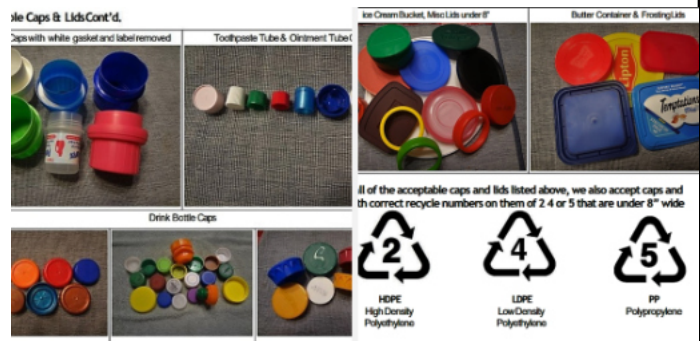 ble Caps & Lids Cont'd,
Caps with white gasket and label removed
Toothpaste Tube & Ointment Tube C
Drink Bottle Caps
ice Cream Bucket, Misc Lids under 8"
Butter Container & Frosting Lids
Lipton
Temptations
ll of the acceptable caps and lids listed above, we also accept caps and
th correct recycle numbers on them of 2 4 or 5 that are under 8" wide
2
4
5
HDPE
High Density
Polyethylene
LDPE
Low Density
Polyethylene
PP
Polypropylene